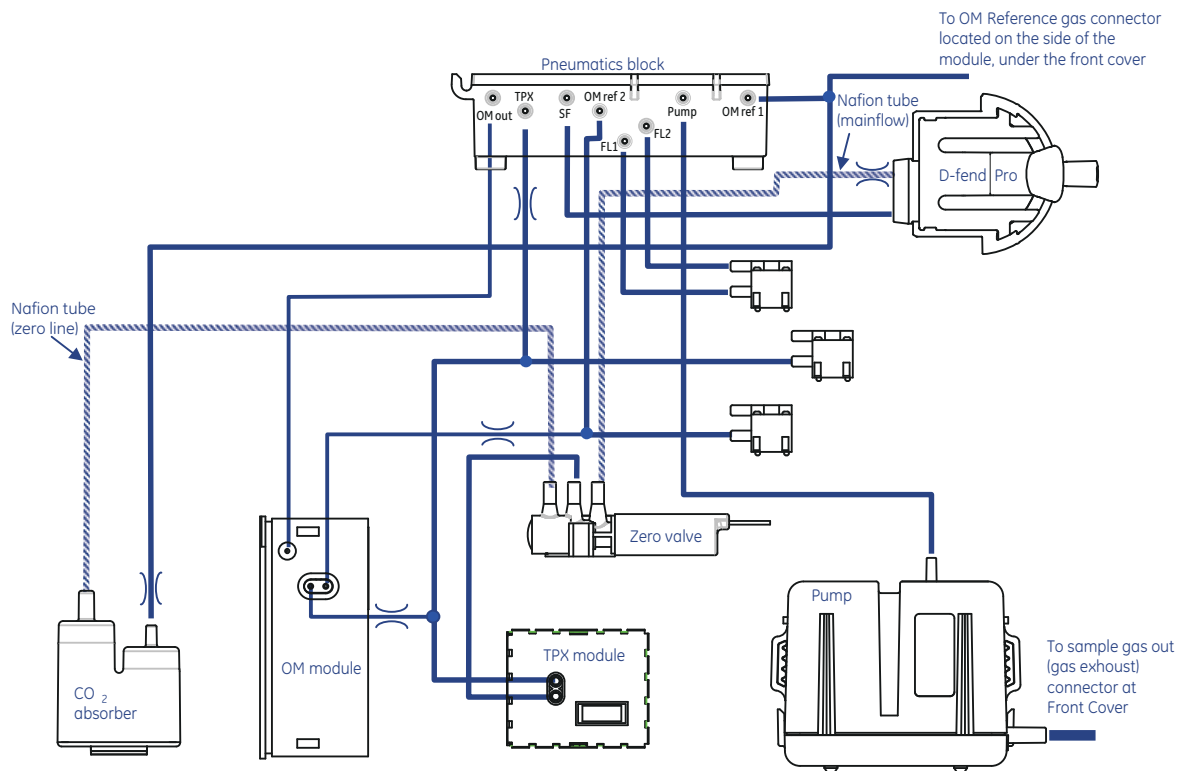 To OM Reference gas connector
located on the side of the
module, under the front cover
Pneumatics block
Nafion tube
(mainflow)
OM out
TPX
SF
OM ref 2
FL1
FL2
Pump
OM ref 1
D-fend Pro
Nafion tube
(zero line)
Zero valve
Pump
To sample gas out
(gas exhoust)
connector at
Front Cover
TPX module
OM module
CO 2
absorber